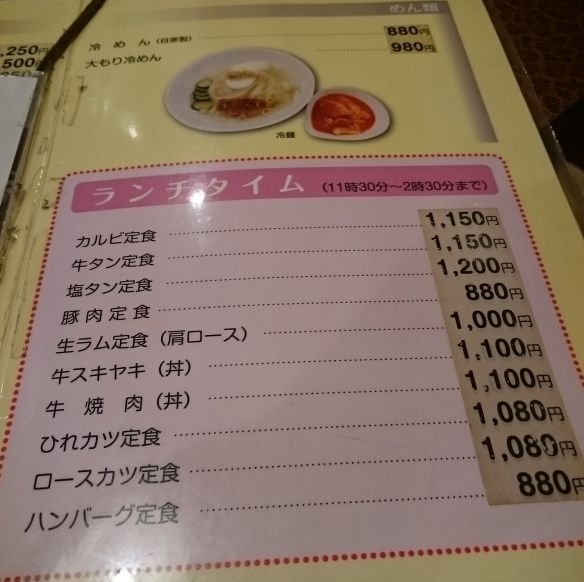 めん類
,250円
500円
冷めん（自家製） 880円
大もり冷めん 980円
冷麺
ランチタイム（11時30分～2時30分まで）
カルビ定食 1,150円
牛タン定食 1,150円
塩タン定食 1,200円
豚肉定食 880円
生ラム定食（肩ロース） 1,000円
牛スキヤキ（丼） 1,100円
牛焼肉（丼） 1,100円
ひれカツ定食 1,080円
ロースカツ定食 1,080円
ハンバーグ定食 880円